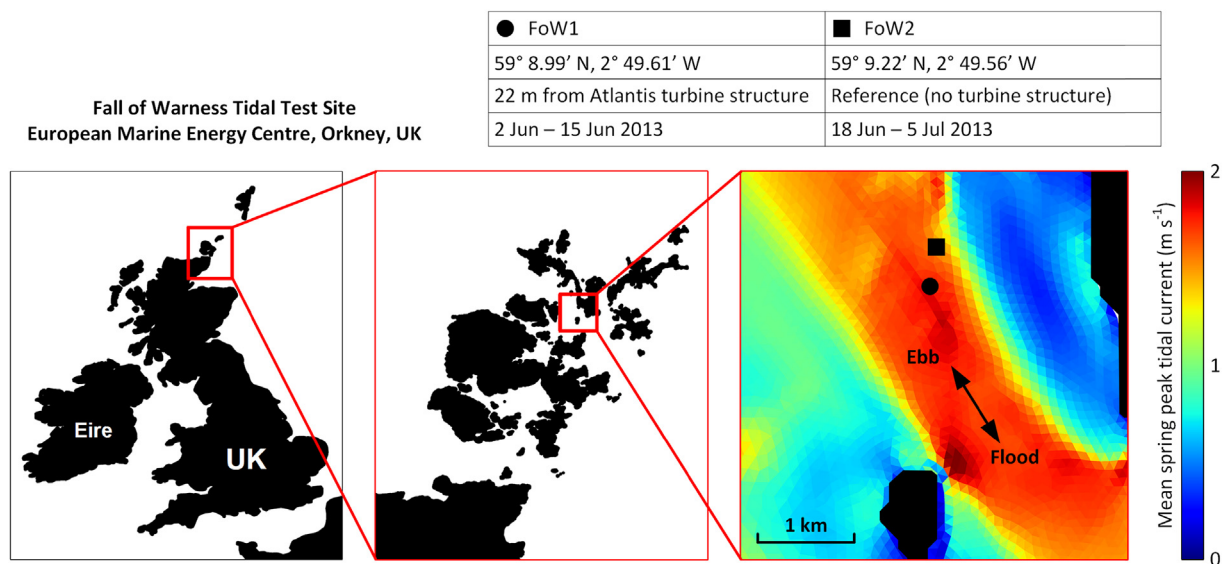 FoW1 FoW2
59° 8.99’ N, 2° 49.61’ W 59° 9.22’ N, 2° 49.56’ W
22 m from Atlantis turbine structure Reference (no turbine structure)
2 Jun – 15 Jun 2013 18 Jun – 5 Jul 2013
Fall of Warness Tidal Test Site
European Marine Energy Centre, Orkney, UK
Eire
UK
Ebb
Flood
1 km
2
1
0
Mean spring peak tidal current (m s⁻¹)